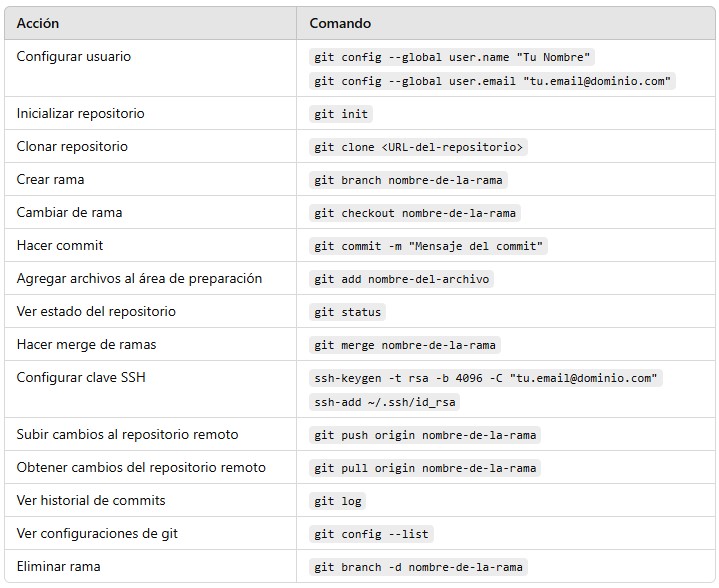 Acción Comando
Configurar usuario git config --global user.name "Tu Nombre"
git config --global user.email "tu.email@dominio.com"
Inicializar repositorio git init
Clonar repositorio git clone <URL-del-repositorio>
Crear rama git branch nombre-de-la-rama
Cambiar de rama git checkout nombre-de-la-rama
Hacer commit git commit -m "Mensaje del commit"
Agregar archivos al área de preparación git add nombre-del-archivo
Ver estado del repositorio git status
Hacer merge de ramas git merge nombre-de-la-rama
Configurar clave SSH ssh-keygen -t rsa -b 4096 -C "tu.email@dominio.com"
ssh-add ~/.ssh/id_rsa
Subir cambios al repositorio remoto git push origin nombre-de-la-rama
Obtener cambios del repositorio remoto git pull origin nombre-de-la-rama
Ver historial de commits git log
Ver configuraciones de git git config --list
Eliminar rama git branch -d nombre-de-la-rama